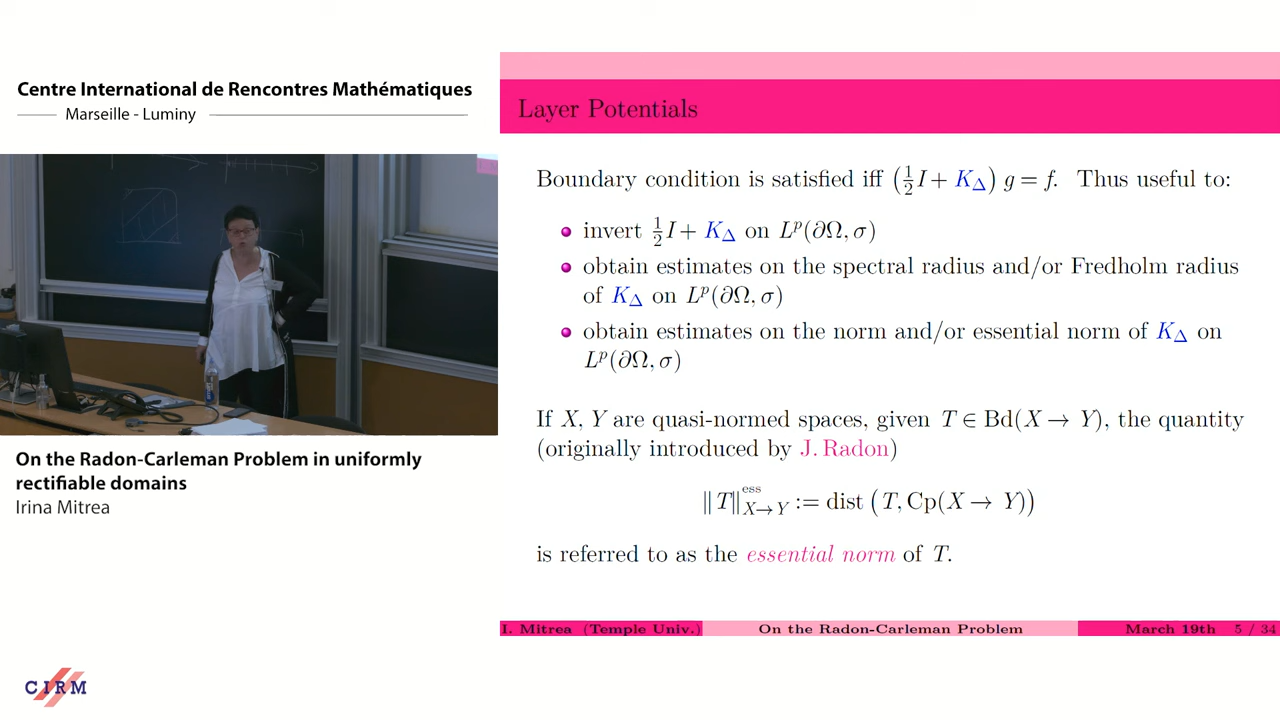 Centre International de Rencontres Mathématiques
Marseille - Luminy
On the Radon-Carleman Problem in uniformly
rectifiable domains
Irina Mitrea
CIRM
Layer Potentials
Boundary condition is satisfied iff (½I + K_Δ) g = f. Thus useful to:
invert ½I + K_Δ on Lᵖ(∂Ω, σ)
obtain estimates on the spectral radius and/or Fredholm radius
of K_Δ on Lᵖ(∂Ω, σ)
obtain estimates on the norm and/or essential norm of K_Δ on
Lᵖ(∂Ω, σ)
If X, Y are quasi-normed spaces, given T ∈ Bd(X → Y), the quantity
(originally introduced by J. Radon)
‖T‖^ess_{X→Y} := dist (T, Cp(X → Y))
is referred to as the essential norm of T.
I. Mitrea (Temple Univ.) On the Radon-Carleman Problem March 19th 5 / 34